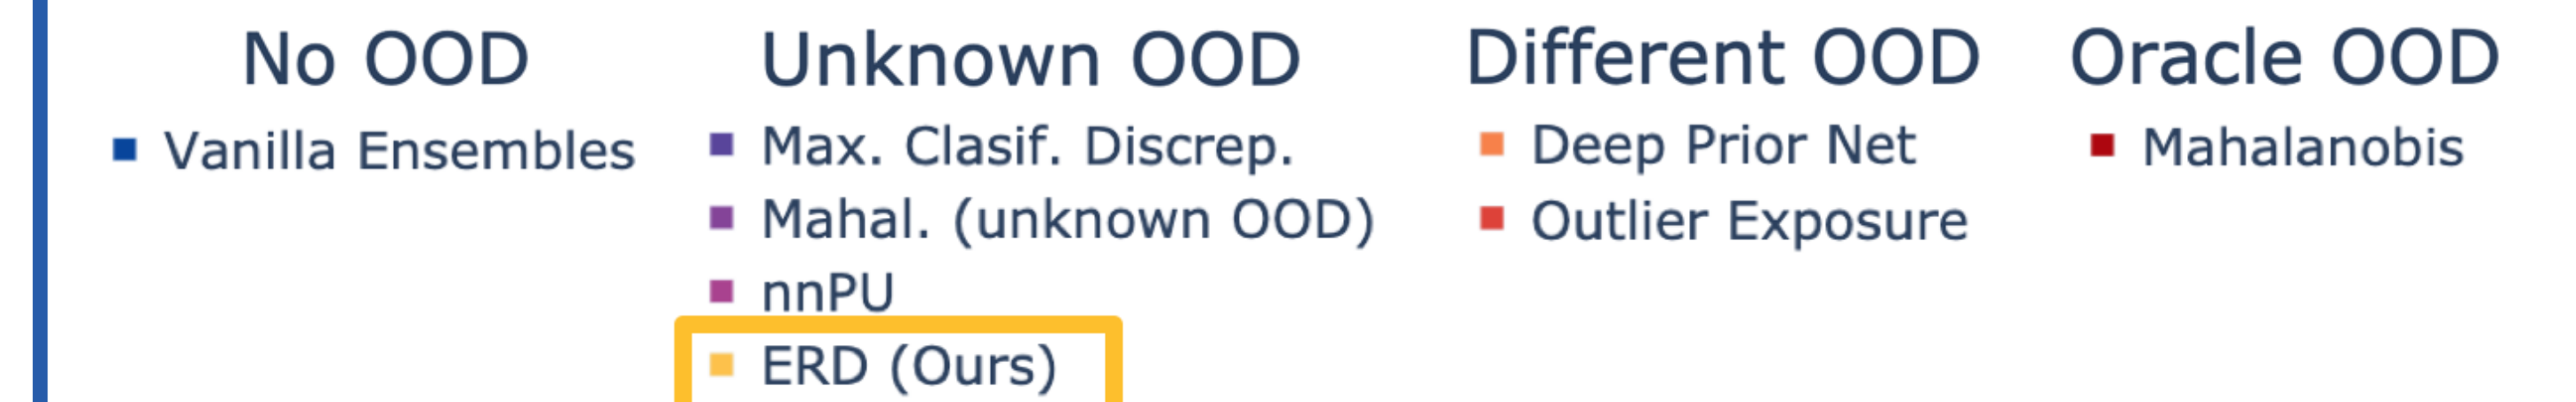 No OOD
Vanilla Ensembles
Unknown OOD
Max. Clasif. Discrep.
Mahal. (unknown OOD)
nnPU
ERD (Ours)
Different OOD
Deep Prior Net
Outlier Exposure
Oracle OOD
Mahalanobis